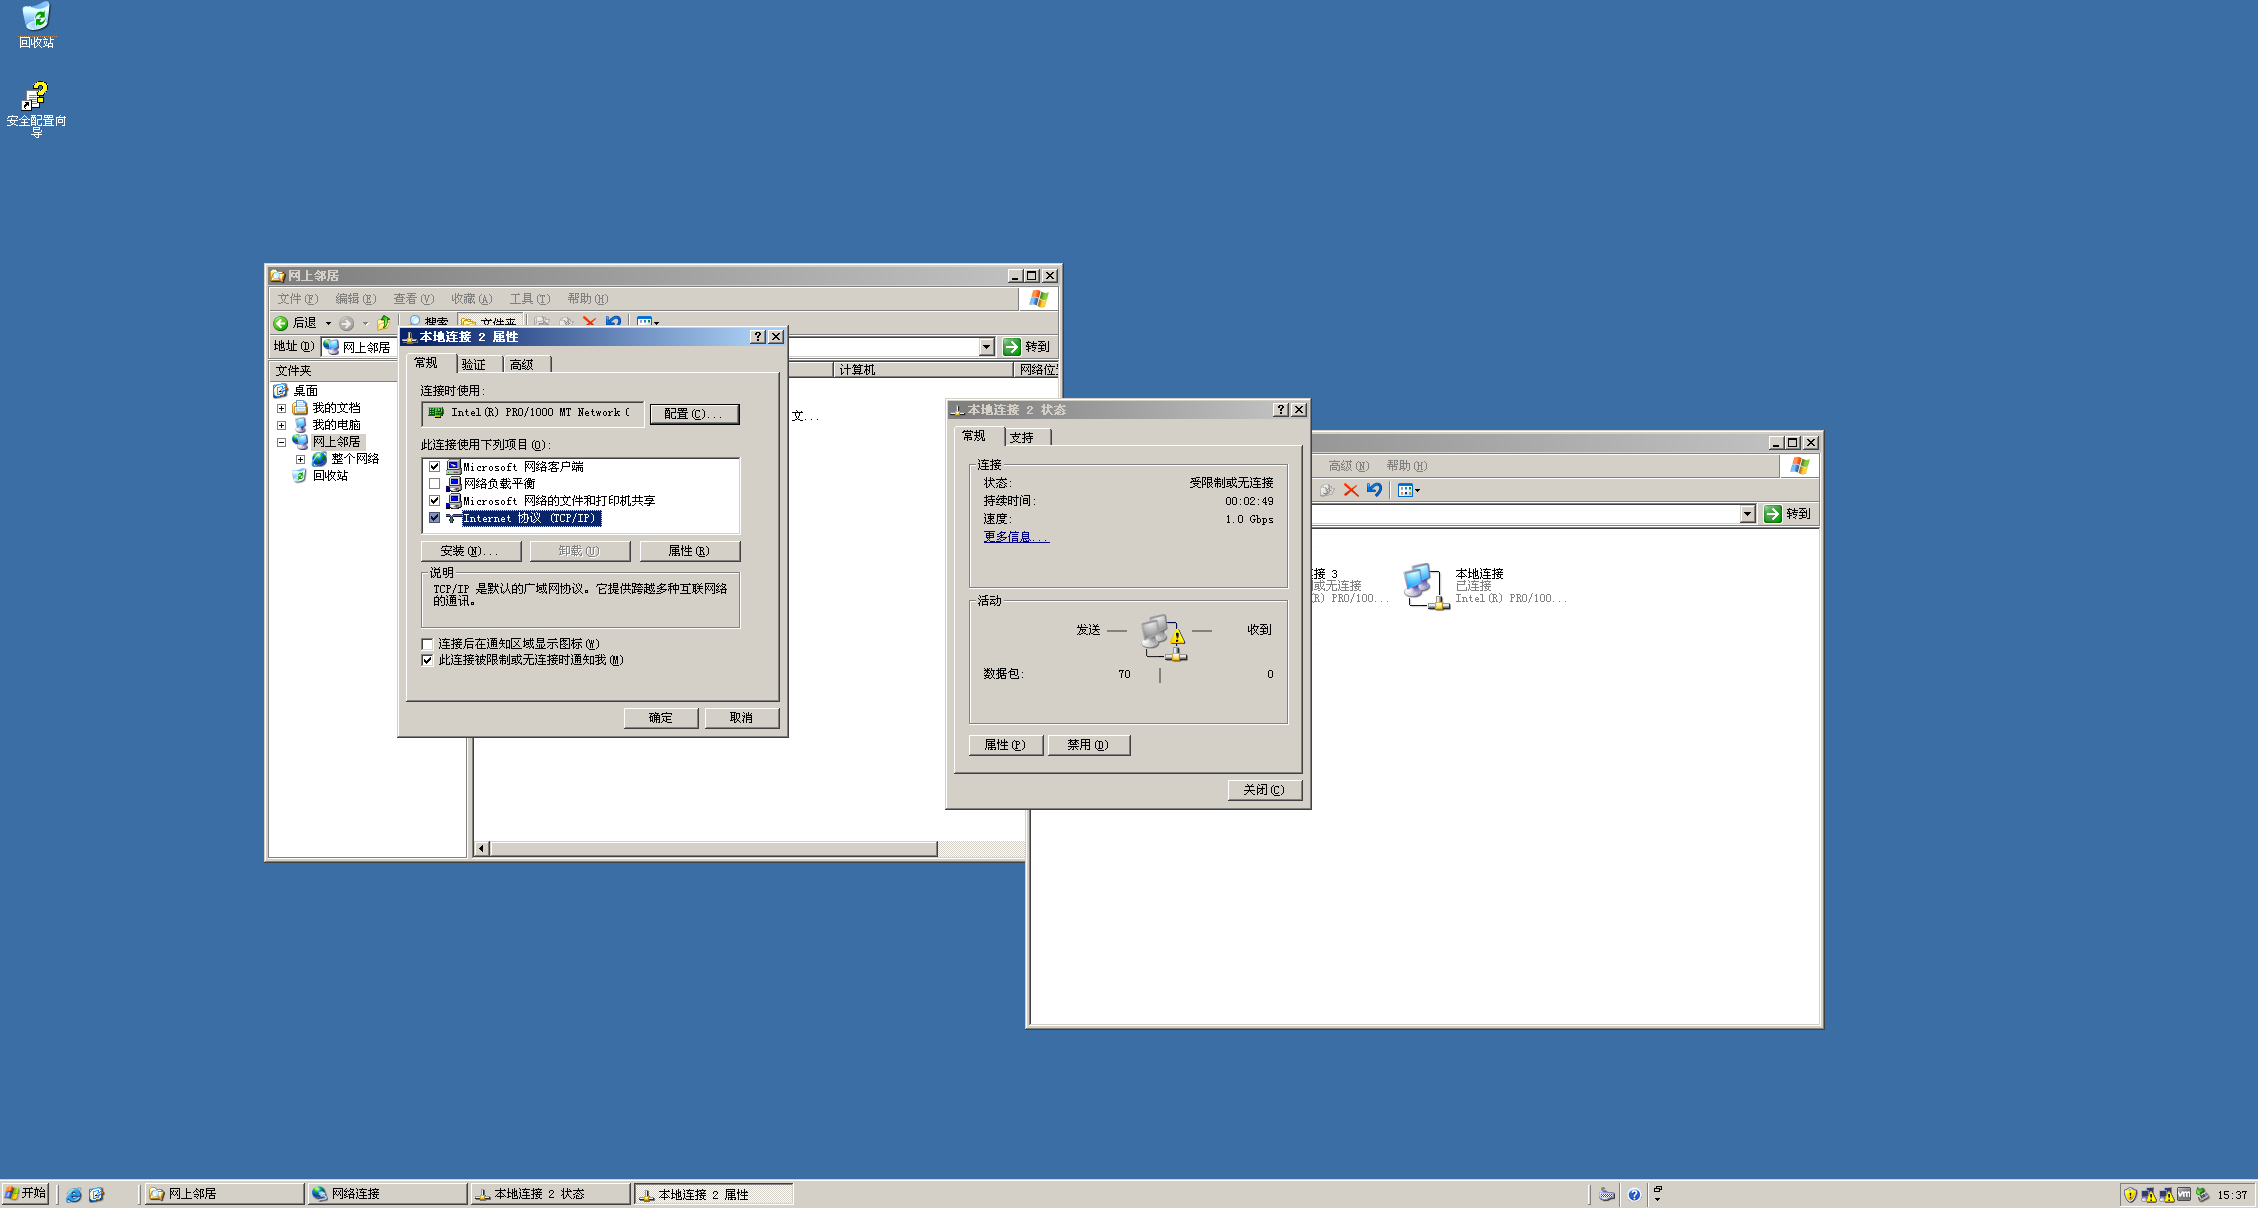 回收站
安全配置向
导
网上邻居
文件(F) 编辑(E) 查看(V) 收藏(A) 工具(T) 帮助(H)
后退 搜索 文件夹
地址(D) 网上邻居 转到
文件夹
计算机 网络位
桌面
我的文档
我的电脑
网上邻居
整个网络
回收站
文...
本地连接 2 属性
常规 验证 高级
连接时使用:
Intel(R) PRO/1000 MT Network C
配置(C)...
此连接使用下列项目(O):
Microsoft 网络客户端
网络负载平衡
Microsoft 网络的文件和打印机共享
Internet 协议 (TCP/IP)
安装(N)... 卸载(U) 属性(R)
说明
TCP/IP 是默认的广域网协议。它提供跨越多种互联网络
的通讯。
连接后在通知区域显示图标(W)
此连接被限制或无连接时通知我(M)
确定 取消
本地连接 2 状态
常规 支持
连接
状态: 受限制或无连接
持续时间: 00:02:49
速度: 1.0 Gbps
更多信息...
活动
发送 收到
数据包: 70 0
属性(P) 禁用(D)
关闭(C)
高级(N) 帮助(H)
转到
接 3
或无连接
(R) PRO/100...
本地连接
已连接
Intel(R) PRO/100...
开始 网上邻居 网络连接 本地连接 2 状态 本地连接 2 属性 15:37